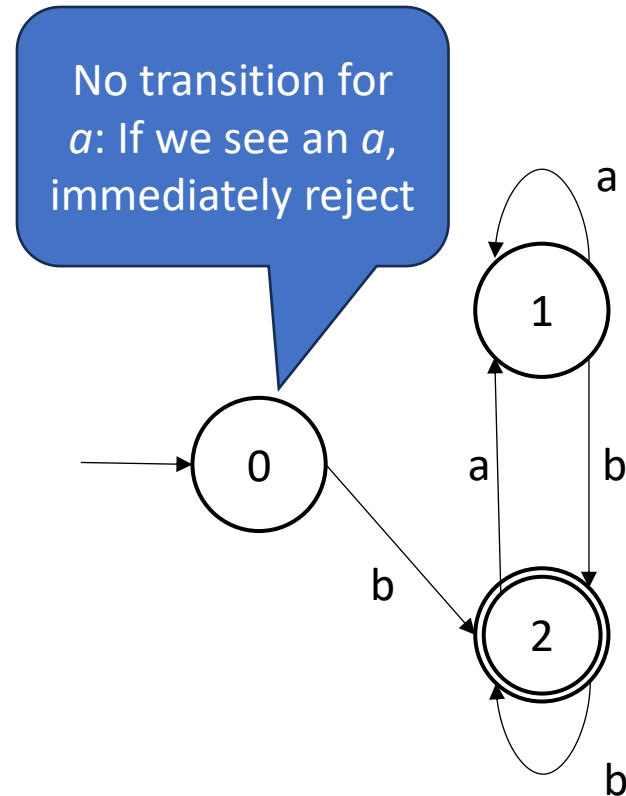 No transition for
a: If we see an a,
immediately reject
a
1
0
a
b
b
2
b